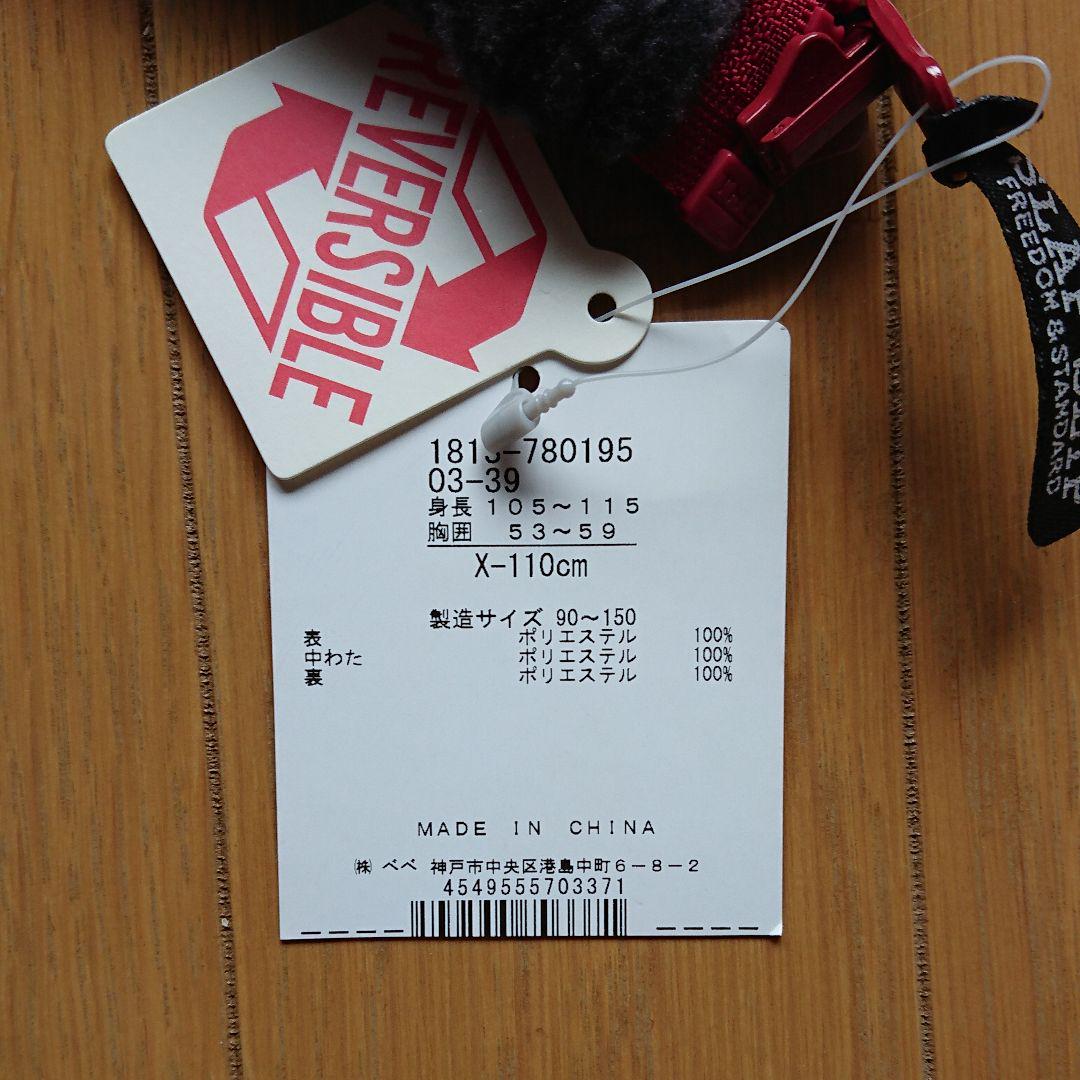 REVERSIBLE
SLAP SLIP
FREEDOM & STANDARD
-780195
03-39
身長 105〜115
胸囲 53〜59
X-110cm
製造サイズ 90〜150
表 ポリエステル 100%
中わた ポリエステル 100%
裏 ポリエステル 100%
MADE IN CHINA
㈱ べべ 神戸市中央区港島中町6-8-2
4549555703371